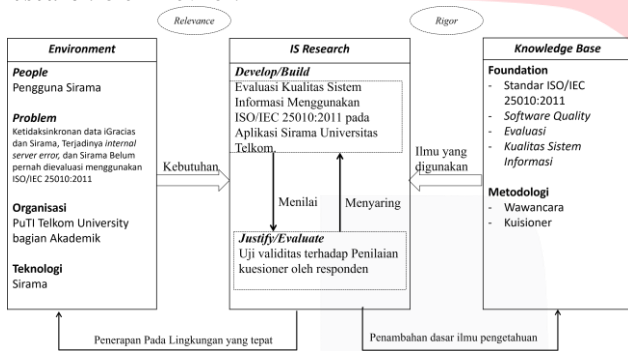 Relevance
Rigor
Environment
People
Pengguna Sirama
Problem
Ketidaksinkronan data iGracias
dan Sirama, Terjadinya internal
server error, dan Sirama Belum
pernah dievaluasi menggunakan
ISO/IEC 25010:2011
Organisasi
PuTI Telkom University
bagian Akademik
Teknologi
Sirama
Kebutuhan
IS Research
Develop/Build
Evaluasi Kualitas Sistem
Informasi Menggunakan
ISO/IEC 25010:2011 pada
Aplikasi Sirama Universitas
Telkom.
Menilai
Menyaring
Justify/Evaluate
Uji validitas terhadap Penilaian
kuesioner oleh responden
Ilmu yang
digunakan
Knowledge Base
Foundation
- Standar ISO/IEC
25010:2011
- Software Quality
- Evaluasi
- Kualitas Sistem
Informasi
Metodologi
- Wawancara
- Kuisioner
Penerapan Pada Lingkungan yang tepat
Penambahan dasar ilmu pengetahuan